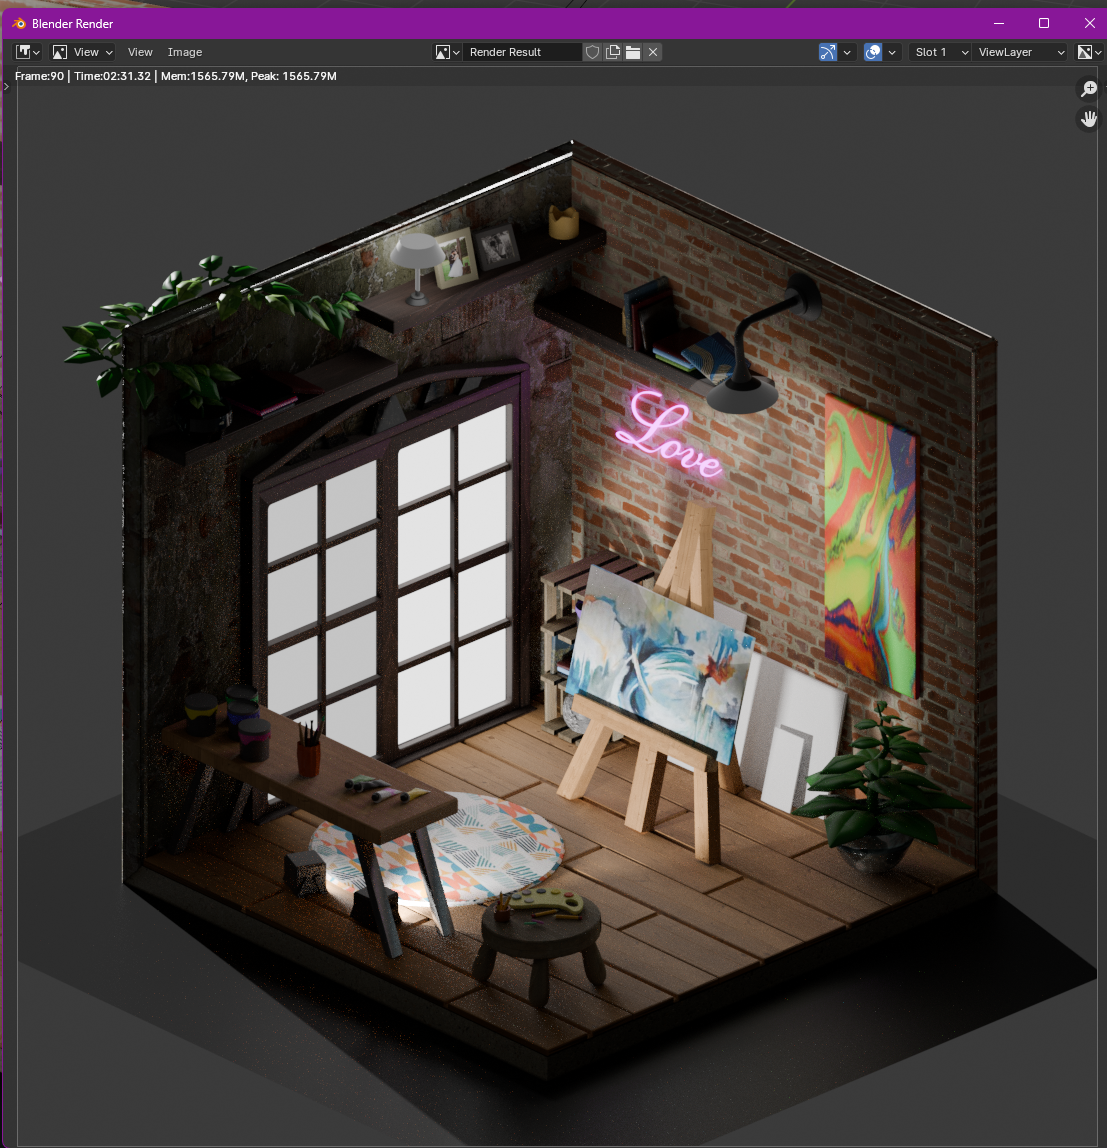 Blender Render
View View Image Render Result Slot 1 ViewLayer
Frame:90 | Time:02:31.32 | Mem:1565.79M, Peak: 1565.79M
Love